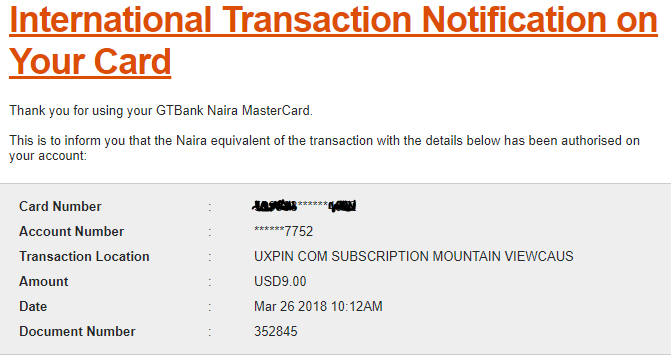 International Transaction Notification on
Your Card
Thank you for using your GTBank Naira MasterCard.
This is to inform you that the Naira equivalent of the transaction with the details below has been authorised on
your account:
Card Number : ******
Account Number : ******7752
Transaction Location : UXPIN COM SUBSCRIPTION MOUNTAIN VIEWCAUS
Amount : USD9.00
Date : Mar 26 2018 10:12AM
Document Number : 352845